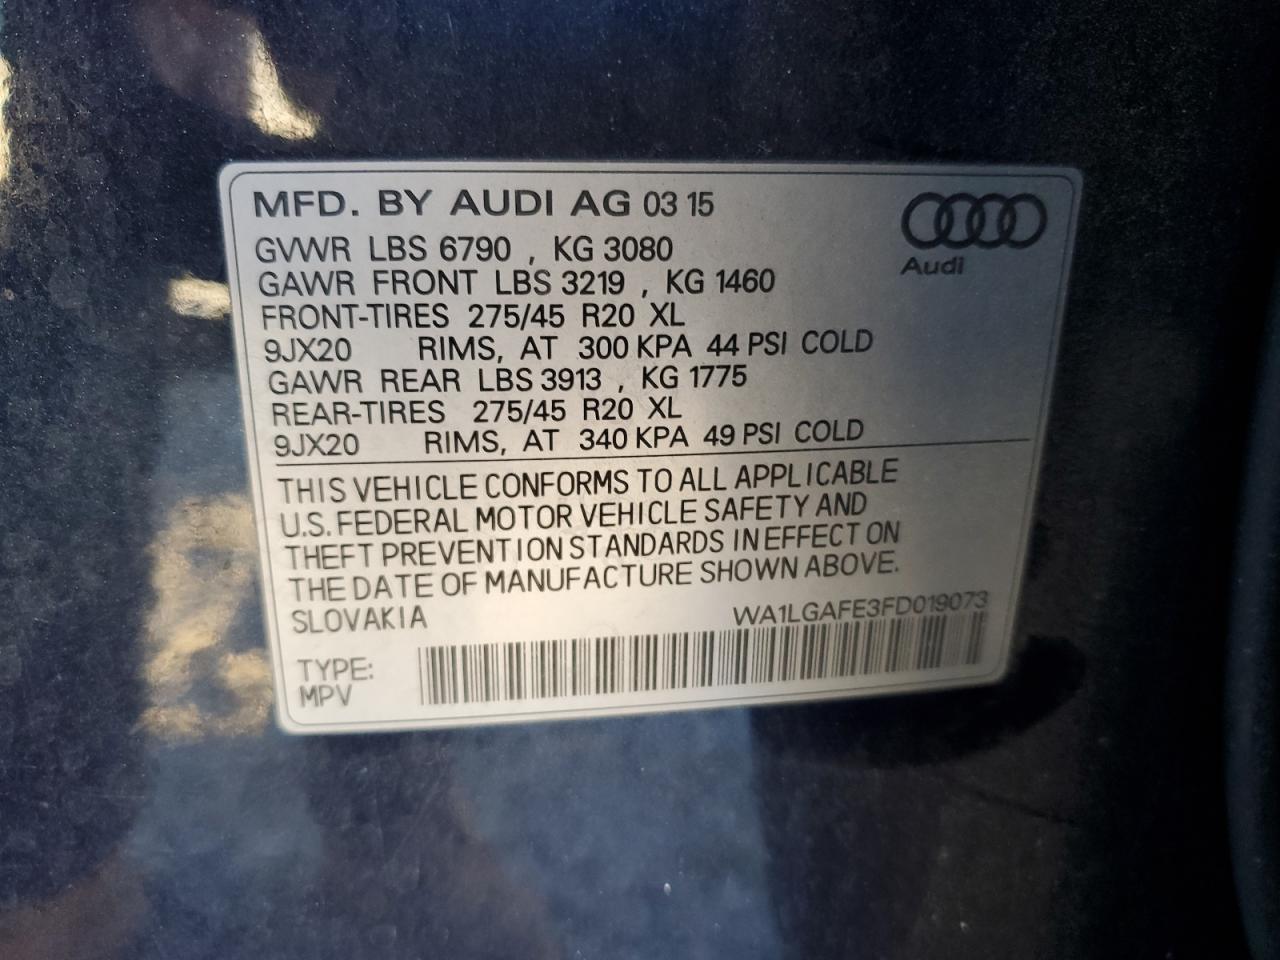 MFD. BY AUDI AG 03 15
Audi
GVWR LBS 6790 , KG 3080
GAWR FRONT LBS 3219 , KG 1460
FRONT-TIRES 275/45 R20 XL
9JX20 RIMS, AT 300 KPA 44 PSI COLD
GAWR REAR LBS 3913 , KG 1775
REAR-TIRES 275/45 R20 XL
9JX20 RIMS, AT 340 KPA 49 PSI COLD
THIS VEHICLE CONFORMS TO ALL APPLICABLE
U.S. FEDERAL MOTOR VEHICLE SAFETY AND
THEFT PREVENTION STANDARDS IN EFFECT ON
THE DATE OF MANUFACTURE SHOWN ABOVE.
SLOVAKIA WA1LGAFE3FD019073
TYPE:
MPV